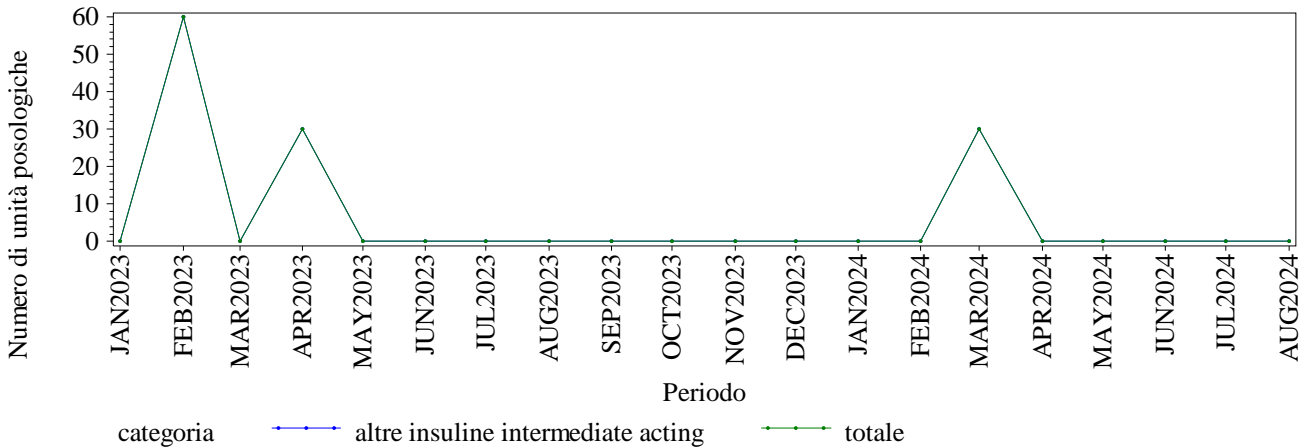 Numero di unità posologiche
60
50
40
30
20
10
0
JAN2023
FEB2023
MAR2023
APR2023
MAY2023
JUN2023
JUL2023
AUG2023
SEP2023
OCT2023
NOV2023
DEC2023
JAN2024
FEB2024
MAR2024
APR2024
MAY2024
JUN2024
JUL2024
AUG2024
Periodo
categoria altre insuline intermediate acting totale